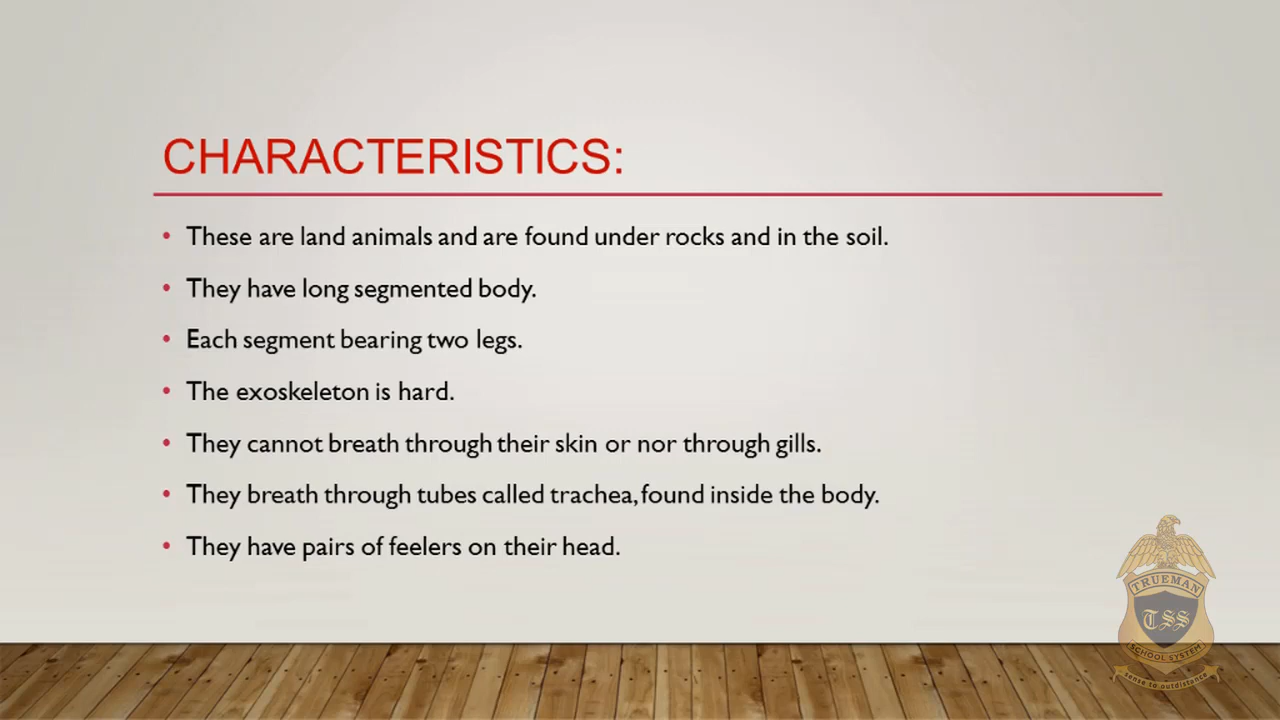 CHARACTERISTICS:
• These are land animals and are found under rocks and in the soil.
• They have long segmented body.
• Each segment bearing two legs.
• The exoskeleton is hard.
• They cannot breath through their skin or nor through gills.
• They breath through tubes called trachea, found inside the body.
• They have pairs of feelers on their head.
TRUEMAN
TSS
SCHOOL SYSTEM
sense to outdistance